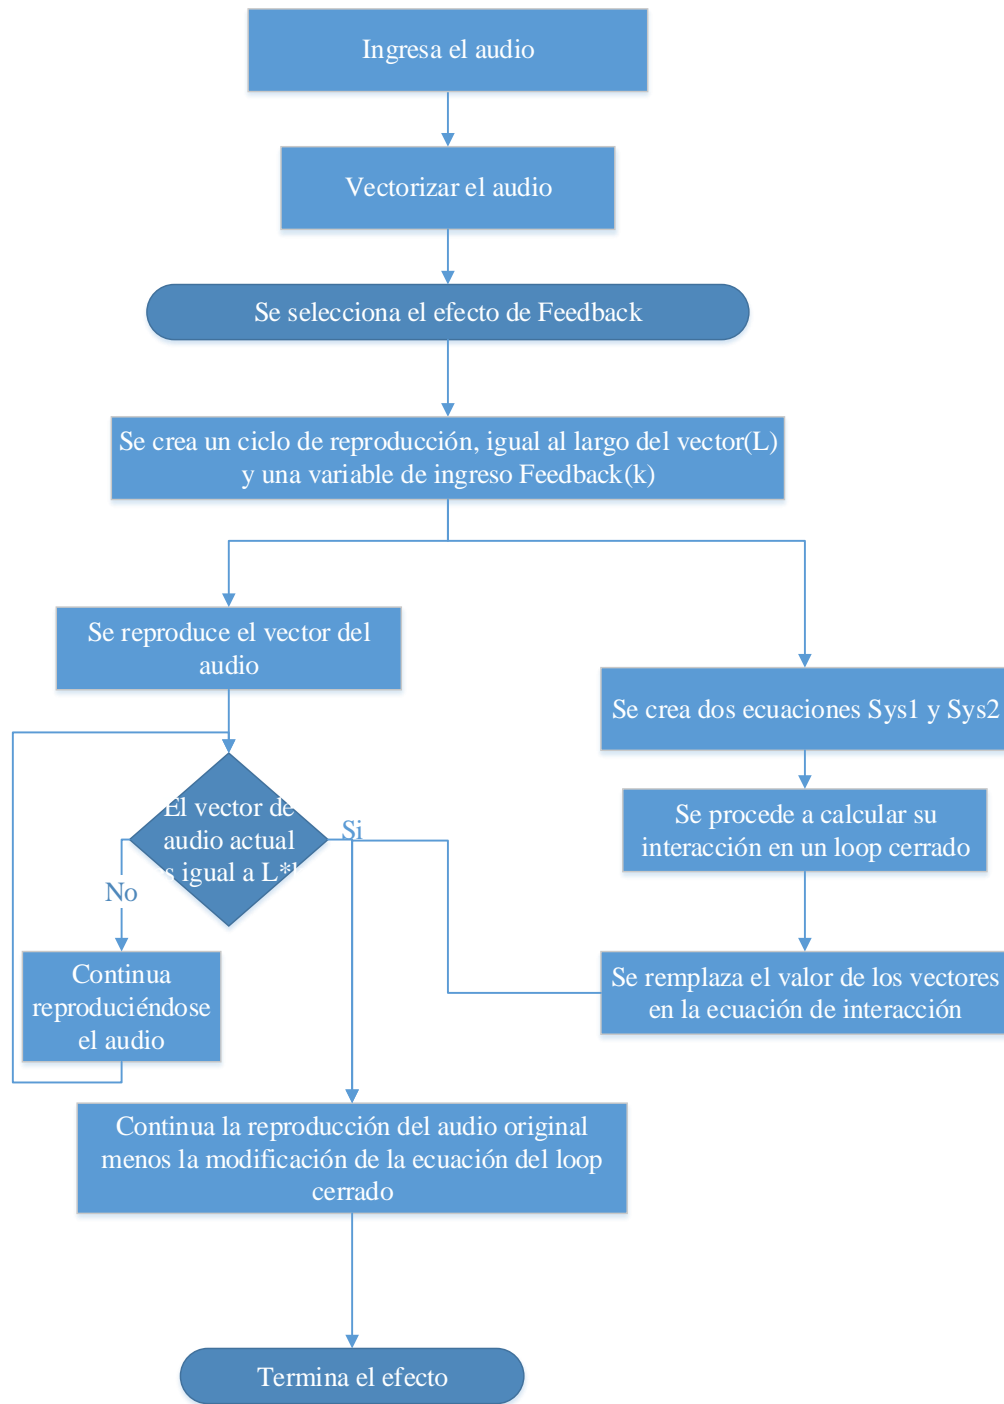 Ingresa el audio
Vectorizar el audio
Se selecciona el efecto de Feedback
Se crea un ciclo de reproducción, igual al largo del vector(L)
y una variable de ingreso Feedback(k)
Se reproduce el vector del
audio
Se crea dos ecuaciones Sys1 y Sys2
Se procede a calcular su
interacción en un loop cerrado
Se remplaza el valor de los vectores
en la ecuación de interacción
El vector de
audio actual
igual a
Si
No
Continua
reproduciéndose
el audio
Continua la reproducción del audio original
menos la modificación de la ecuación del loop
cerrado
Termina el efecto